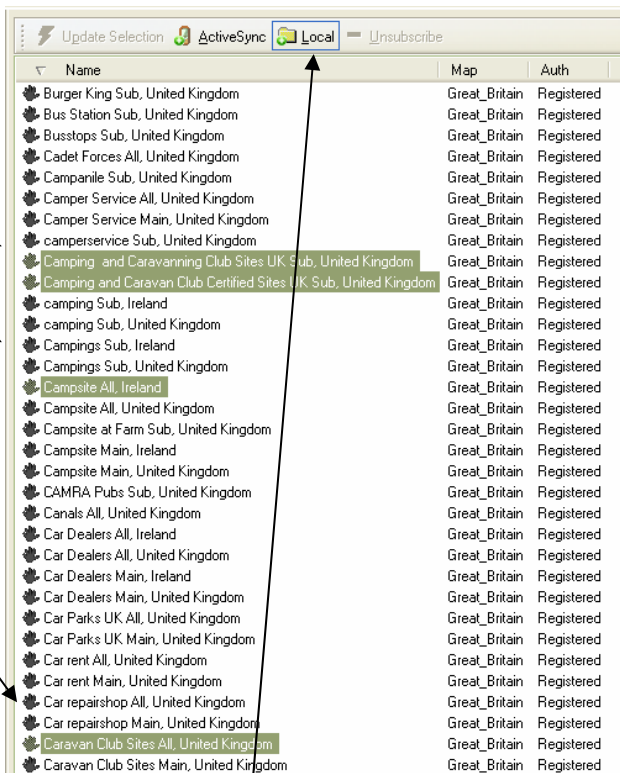 Update Selection ActiveSync Local Unsubscribe
Name Map Auth
Burger King Sub, United Kingdom Great_Britain Registered
Bus Station Sub, United Kingdom Great_Britain Registered
Busstops Sub, United Kingdom Great_Britain Registered
Cadet Forces All, United Kingdom Great_Britain Registered
Campanile Sub, United Kingdom Great_Britain Registered
Camper Service All, United Kingdom Great_Britain Registered
Camper Service Main, United Kingdom Great_Britain Registered
camperservice Sub, United Kingdom Great_Britain Registered
Camping and Caravanning Club Sites UK Sub, United Kingdom Great_Britain Registered
Camping and Caravan Club Certified Sites UK Sub, United Kingdom Great_Britain Registered
camping Sub, Ireland Great_Britain Registered
camping Sub, United Kingdom Great_Britain Registered
Campings Sub, Ireland Great_Britain Registered
Campings Sub, United Kingdom Great_Britain Registered
Campsite All, Ireland Great_Britain Registered
Campsite All, United Kingdom Great_Britain Registered
Campsite at Farm Sub, United Kingdom Great_Britain Registered
Campsite Main, Ireland Great_Britain Registered
Campsite Main, United Kingdom Great_Britain Registered
CAMRA Pubs Sub, United Kingdom Great_Britain Registered
Canals All, United Kingdom Great_Britain Registered
Car Dealers All, Ireland Great_Britain Registered
Car Dealers All, United Kingdom Great_Britain Registered
Car Dealers Main, Ireland Great_Britain Registered
Car Dealers Main, United Kingdom Great_Britain Registered
Car Parks UK All, United Kingdom Great_Britain Registered
Car Parks UK Main, United Kingdom Great_Britain Registered
Car rent All, United Kingdom Great_Britain Registered
Car rent Main, United Kingdom Great_Britain Registered
Car repairshop All, United Kingdom Great_Britain Registered
Car repairshop Main, United Kingdom Great_Britain Registered
Caravan Club Sites All, United Kingdom Great_Britain Registered
Caravan Club Sites Main, United Kingdom Great_Britain Registered